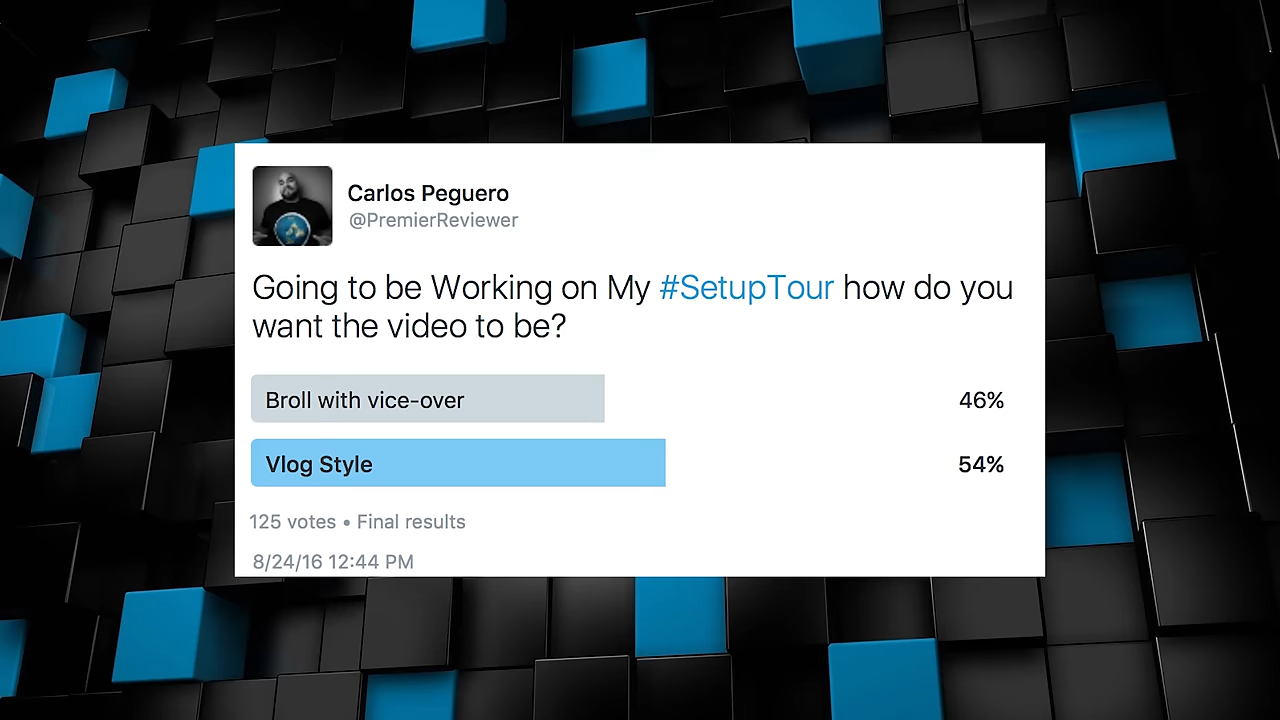 Carlos Peguero
@PremierReviewer
Going to be Working on My #SetupTour how do you
want the video to be?
Broll with vice-over 46%
Vlog Style 54%
125 votes • Final results
8/24/16 12:44 PM